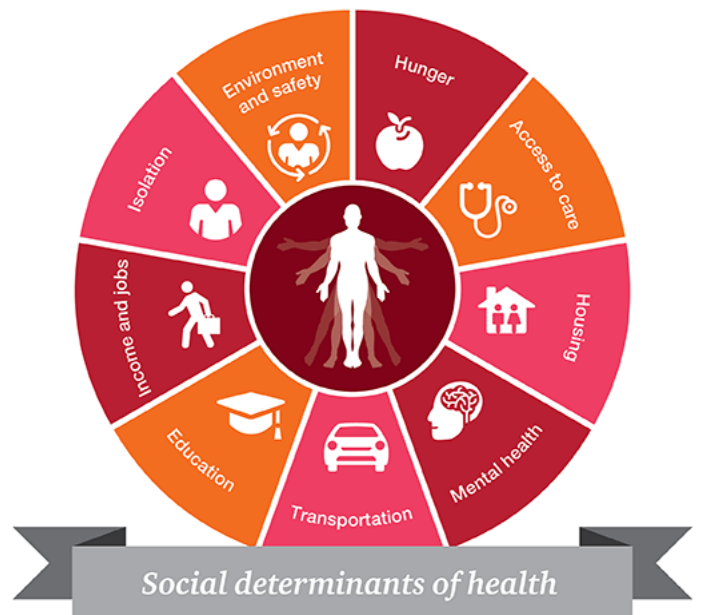 Environment
and safety
Hunger
Access to care
Housing
Mental health
Transportation
Education
Income and jobs
Isolation
Social determinants of health